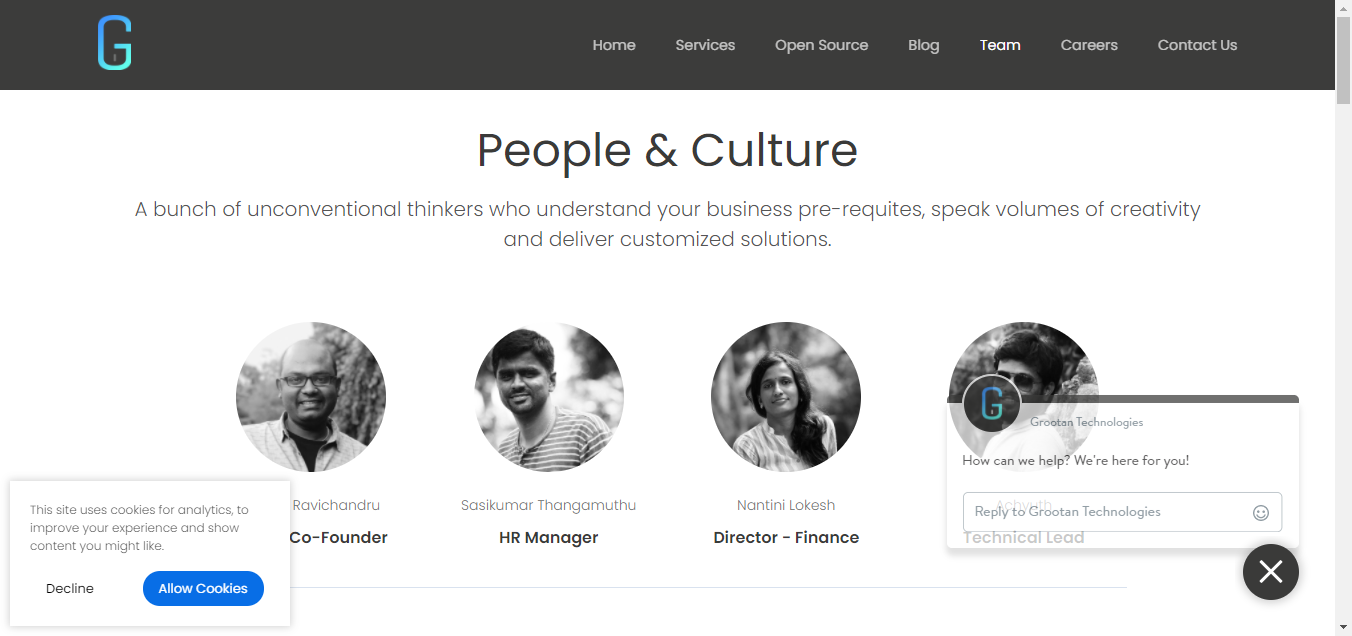 G
Home Services Open Source Blog Team Careers Contact Us
People & Culture
A bunch of unconventional thinkers who understand your business pre-requites, speak volumes of creativity
and deliver customized solutions.
G
Grootan Technologies
How can we help? We're here for you!
Reply to Grootan Technologies
Ravichandru
Co-Founder
Sasikumar Thangamuthu
HR Manager
Nantini Lokesh
Director - Finance
Achyuth
Technical Lead
This site uses cookies for analytics, to
improve your experience and show
content you might like.
Decline Allow Cookies